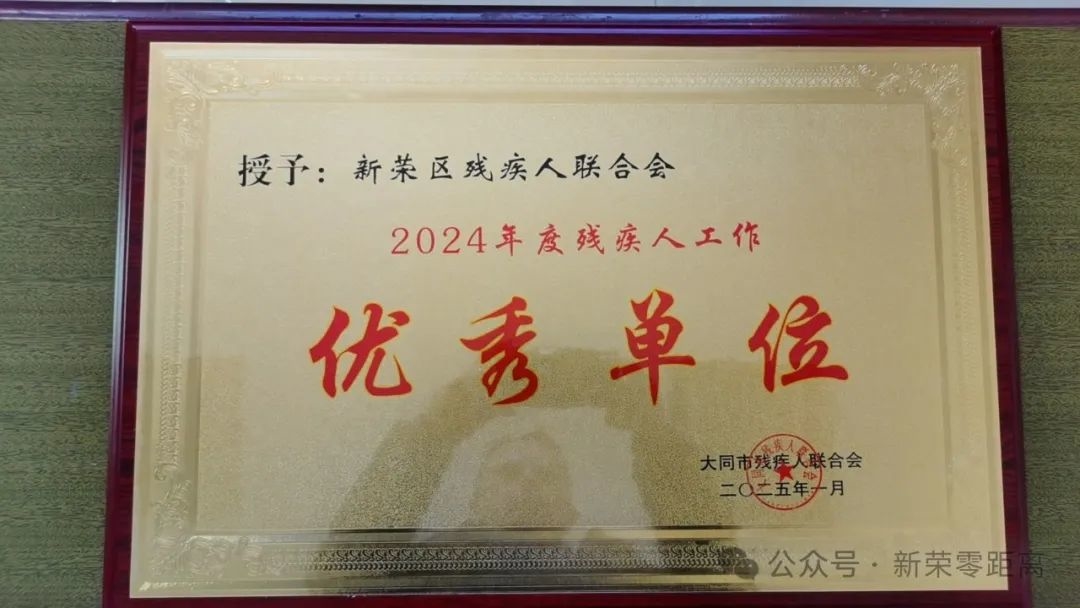 授予：新荣区残疾人联合会
2024年度残疾人工作
优秀单位
大同市残疾人联合会
二〇二五年一月
公众号·新荣零距离